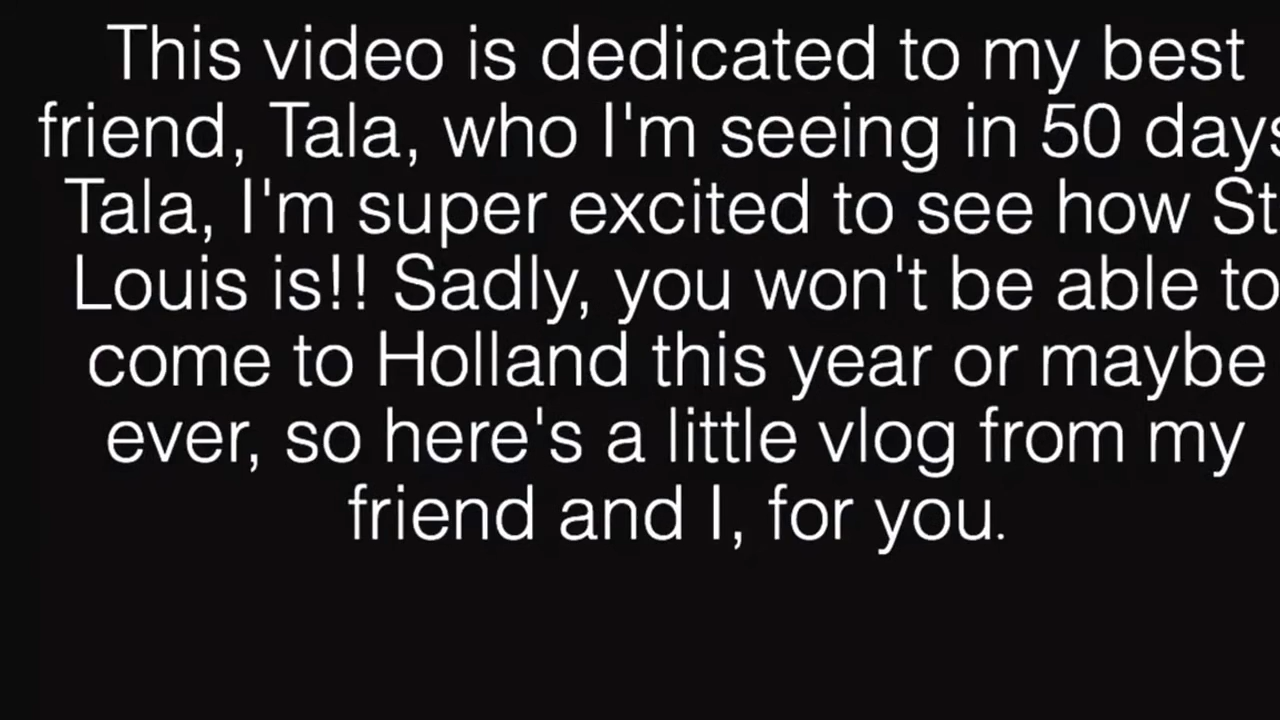 This video is dedicated to my best
friend, Tala, who I'm seeing in 50 days
Tala, I'm super excited to see how St
Louis is!! Sadly, you won't be able to
come to Holland this year or maybe
ever, so here's a little vlog from my
friend and I, for you.